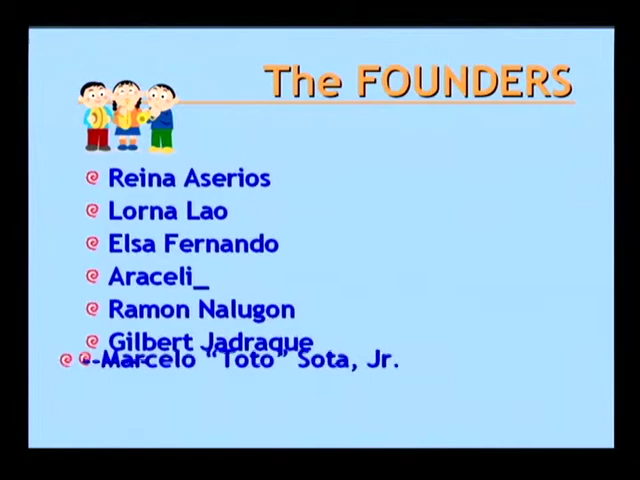 The FOUNDERS
Reina Aserios
Lorna Lao
Elsa Fernando
Araceli_
Ramon Nalugon
Gilbert Jadraque
--Marcelo “Toto” Sota, Jr.